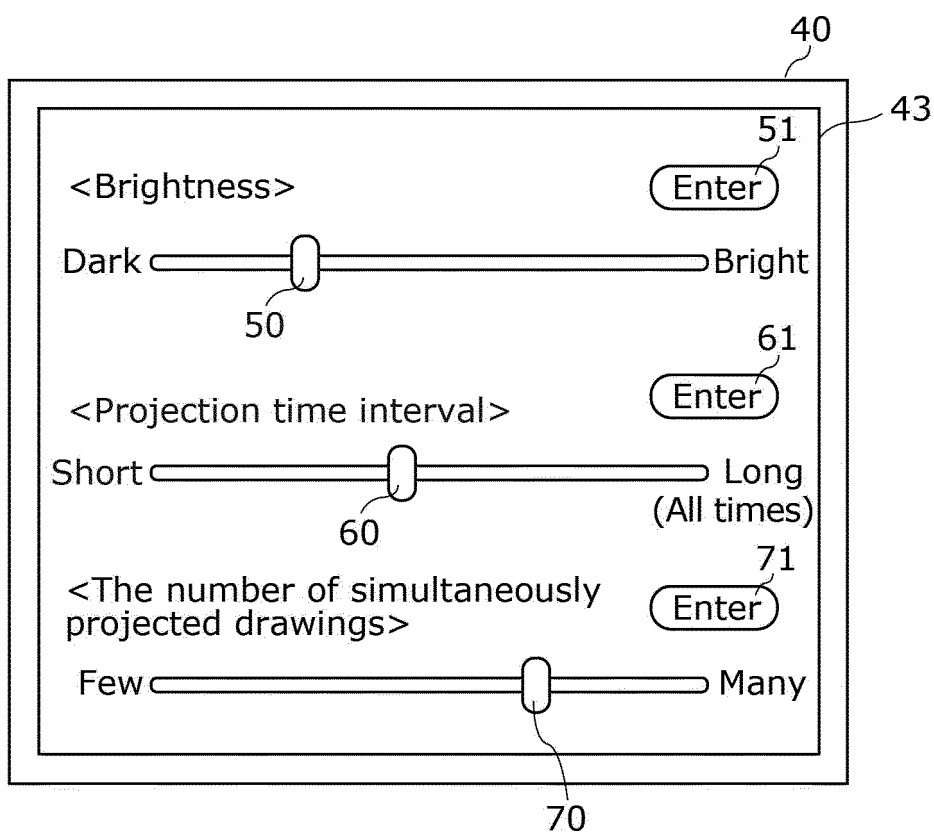 40
43
51
<Brightness> Enter
Dark Bright
50
61
<Projection time interval> Enter
Short Long
(All times)
60
71
<The number of simultaneously
projected drawings> Enter
Few Many
70